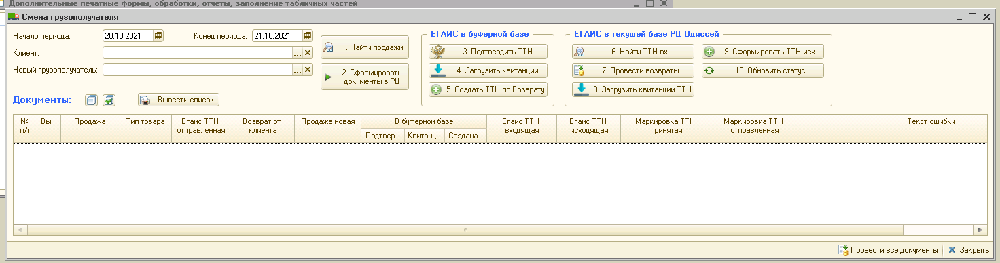 Дополнительные печатные формы, обработки, отчеты, заполнение табличных частей
Смена грузополучателя
Начало периода: 20.10.2021 Конец периода: 21.10.2021
Клиент: ...
Новый грузополучатель: ...
1. Найти продажи
2. Сформировать
документы в РЦ
ЕГАИС в буферной базе
3. Подтвердить ТТН
4. Загрузить квитанции
5. Создать ТТН по Возврату
ЕГАИС в текущей базе РЦ Одиссей
6. Найти ТТН вх.
9. Сформировать ТТН исх.
7. Провести возвраты
10. Обновить статус
8. Загрузить квитанции ТТН
Документы: Вывести список
№
п/п
Вы...
Продажа
Тип товара
Егаис ТТН
отправленная
Возврат от
клиента
Продажа новая
В буферной базе
Подтвер...
Квитанц...
Создана...
Егаис ТТН
входящая
Егаис ТТН
исходящая
Маркировка ТТН
принятая
Маркировка ТТН
отправленная
Текст ошибки
Провести все документы
Закрыть